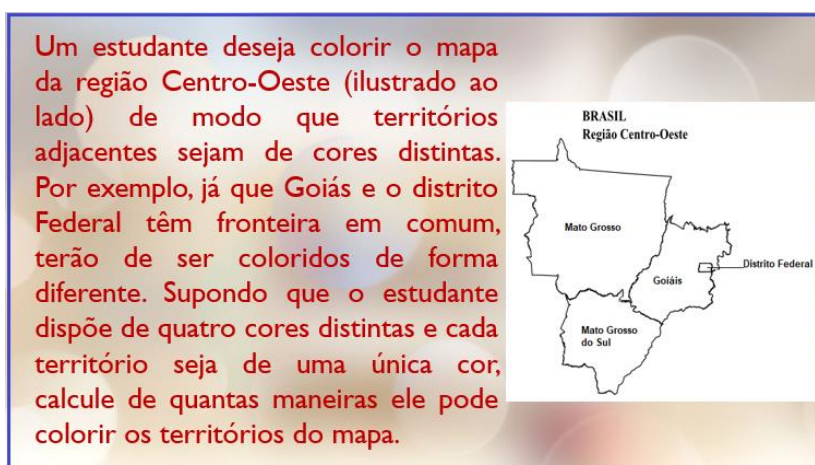 Um estudante deseja colorir o mapa
da região Centro-Oeste (ilustrado ao
lado) de modo que territórios
adjacentes sejam de cores distintas.
Por exemplo, já que Goiás e o distrito
Federal têm fronteira em comum,
terão de ser coloridos de forma
diferente. Supondo que o estudante
dispõe de quatro cores distintas e cada
território seja de uma única cor,
calcule de quantas maneiras ele pode
colorir os territórios do mapa.
BRASIL
Região Centro-Oeste
Mato Grosso
Distrito Federal
Goiáis
Mato Grosso
do Sul